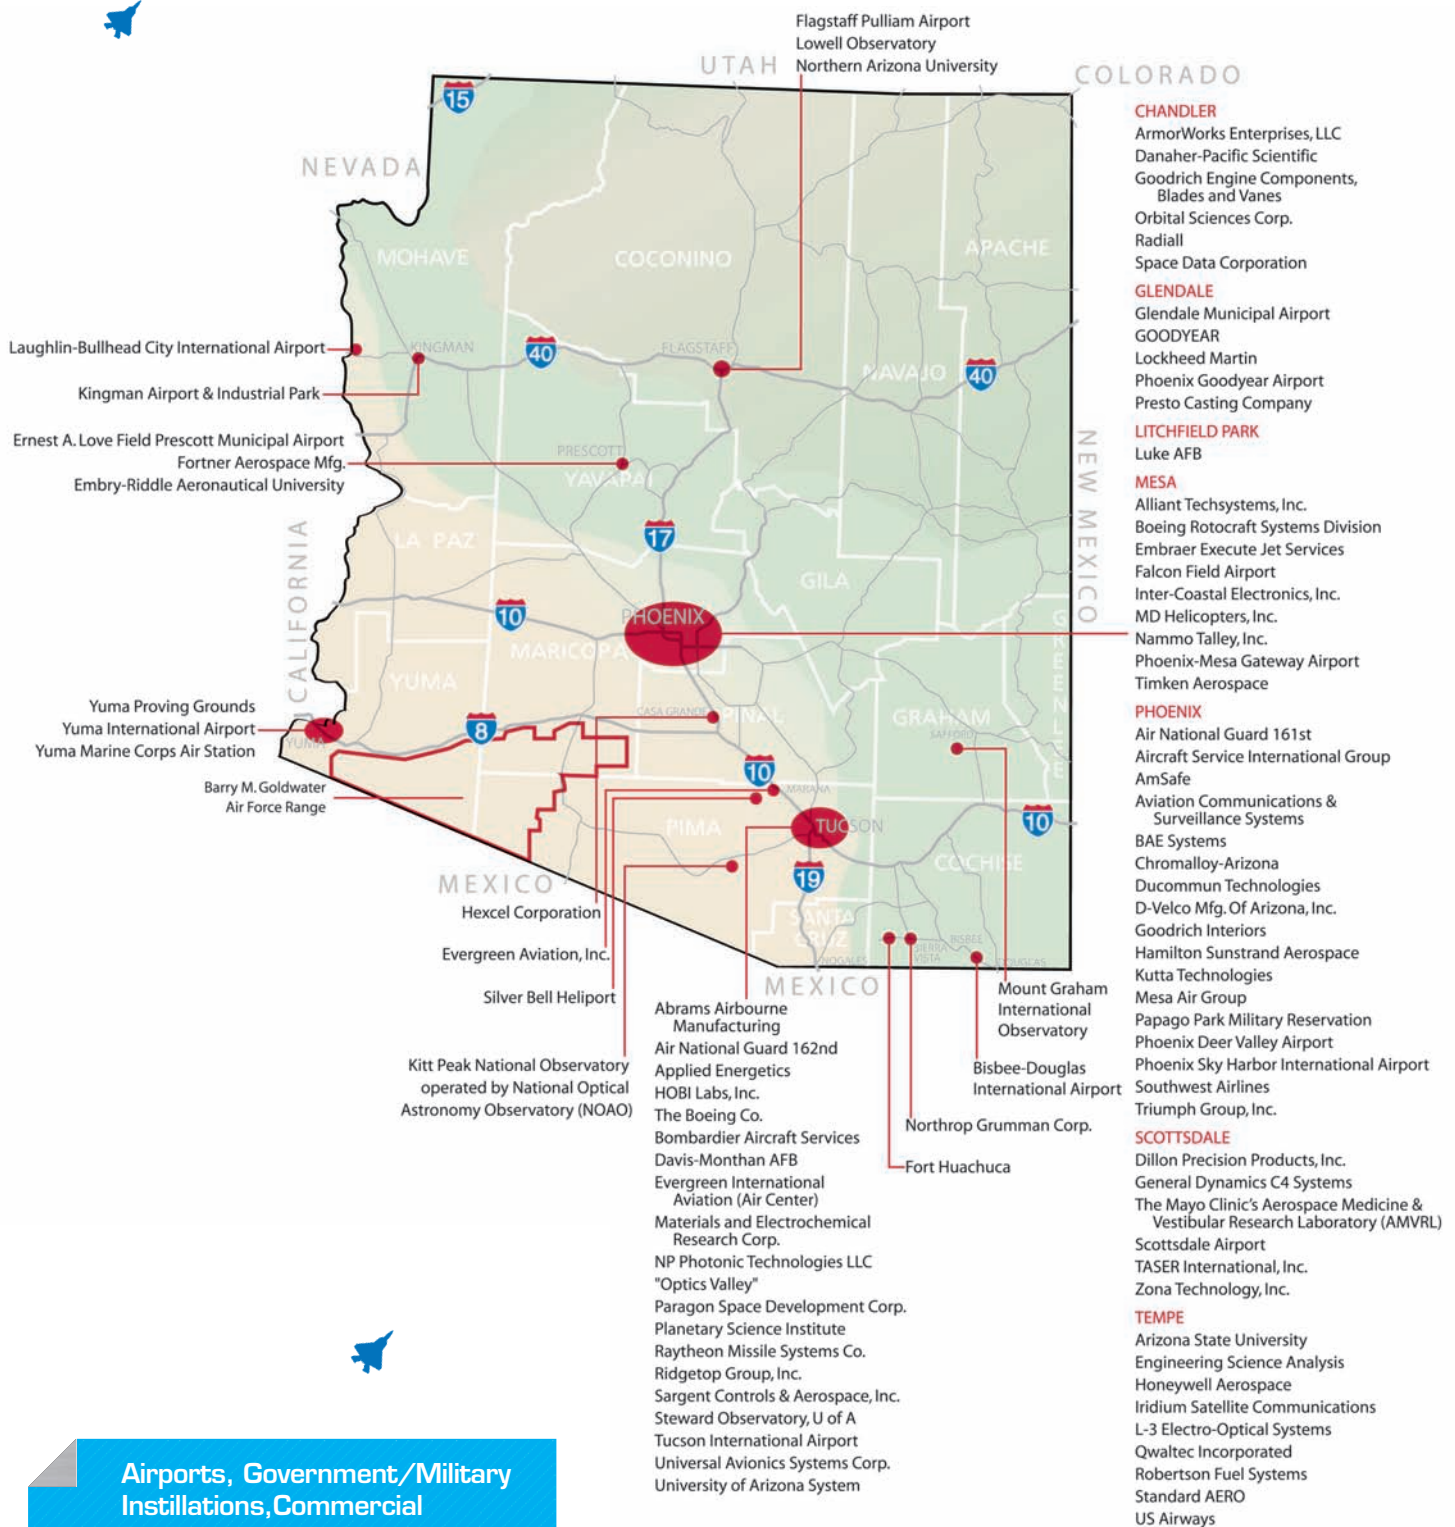 Flagstaff Pulliam Airport
Lowell Observatory
Northern Arizona University
UTAH
COLORADO
NEVADA
15
MOHAVE
COCONINO
APACHE
Laughlin-Bullhead City International Airport
KINGMAN
40
FLAGSTAFF
NAVAJO
40
Kingman Airport & Industrial Park
Ernest A. Love Field Prescott Municipal Airport
Fortner Aerospace Mfg.
Embry-Riddle Aeronautical University
PRESCOTT
YAVAPAI
NEW MEXICO
CALIFORNIA
LA PAZ
17
GILA
10
PHOENIX
MARICOPA
GREENLEE
YUMA
Yuma Proving Grounds
Yuma International Airport
Yuma Marine Corps Air Station
YUMA
8
CASA GRANDE
PINAL
GRAHAM
SAFFORD
Barry M. Goldwater
Air Force Range
10
MARANA
PIMA
TUCSON
10
COCHISE
19
MEXICO
SANTA
CRUZ
NOGALES
SIERRA
VISTA
BISBEE
DOUGLAS
MEXICO
Hexcel Corporation
Evergreen Aviation, Inc.
Silver Bell Heliport
Kitt Peak National Observatory
operated by National Optical
Astronomy Observatory (NOAO)
Abrams Airbourne
Manufacturing
Air National Guard 162nd
Applied Energetics
HOBI Labs, Inc.
The Boeing Co.
Bombardier Aircraft Services
Davis-Monthan AFB
Evergreen International
Aviation (Air Center)
Materials and Electrochemical
Research Corp.
NP Photonic Technologies LLC
"Optics Valley"
Paragon Space Development Corp.
Planetary Science Institute
Raytheon Missile Systems Co.
Ridgetop Group, Inc.
Sargent Controls & Aerospace, Inc.
Steward Observatory, U of A
Tucson International Airport
Universal Avionics Systems Corp.
University of Arizona System
Mount Graham
International
Observatory
Bisbee-Douglas
International Airport
Northrop Grumman Corp.
Fort Huachuca
CHANDLER
ArmorWorks Enterprises, LLC
Danaher-Pacific Scientific
Goodrich Engine Components,
Blades and Vanes
Orbital Sciences Corp.
Radiall
Space Data Corporation
GLENDALE
Glendale Municipal Airport
GOODYEAR
Lockheed Martin
Phoenix Goodyear Airport
Presto Casting Company
LITCHFIELD PARK
Luke AFB
MESA
Alliant Techsystems, Inc.
Boeing Rotocraft Systems Division
Embraer Execute Jet Services
Falcon Field Airport
Inter-Coastal Electronics, Inc.
MD Helicopters, Inc.
Nammo Talley, Inc.
Phoenix-Mesa Gateway Airport
Timken Aerospace
PHOENIX
Air National Guard 161st
Aircraft Service International Group
AmSafe
Aviation Communications &
Surveillance Systems
BAE Systems
Chromalloy-Arizona
Ducommun Technologies
D-Velco Mfg. Of Arizona, Inc.
Goodrich Interiors
Hamilton Sunstrand Aerospace
Kutta Technologies
Mesa Air Group
Papago Park Military Reservation
Phoenix Deer Valley Airport
Phoenix Sky Harbor International Airport
Southwest Airlines
Triumph Group, Inc.
SCOTTSDALE
Dillon Precision Products, Inc.
General Dynamics C4 Systems
The Mayo Clinic's Aerospace Medicine &
Vestibular Research Laboratory (AMVRL)
Scottsdale Airport
TASER International, Inc.
Zona Technology, Inc.
TEMPE
Arizona State University
Engineering Science Analysis
Honeywell Aerospace
Iridium Satellite Communications
L-3 Electro-Optical Systems
Qwaltec Incorporated
Robertson Fuel Systems
Standard AERO
US Airways
Airports, Government/Military
Instillations,Commercial